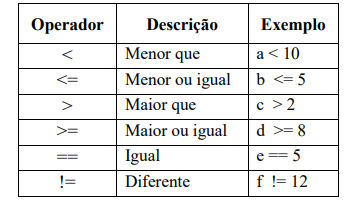 Operador Descrição Exemplo
< Menor que a < 10
<= Menor ou igual b <= 5
> Maior que c > 2
>= Maior ou igual d >= 8
== Igual e == 5
!= Diferente f != 12